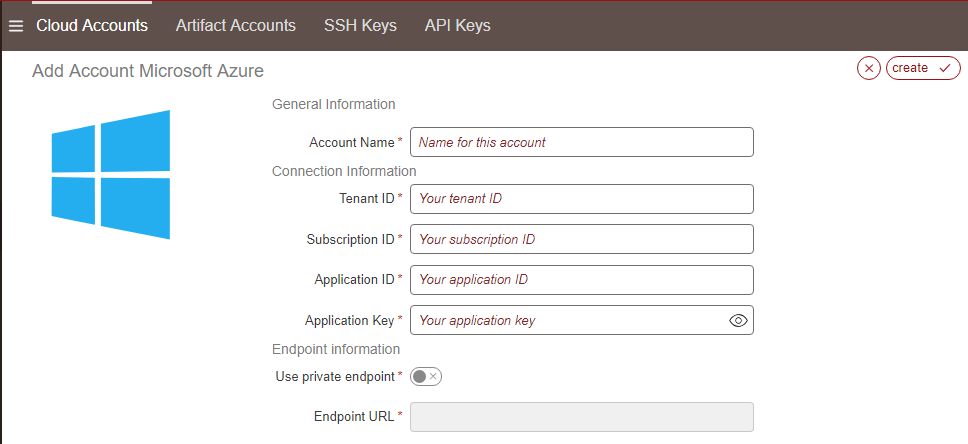 Cloud Accounts Artifact Accounts SSH Keys API Keys
Add Account Microsoft Azure
create
General Information
Account Name * Name for this account
Connection Information
Tenant ID * Your tenant ID
Subscription ID * Your subscription ID
Application ID * Your application ID
Application Key * Your application key
Endpoint information
Use private endpoint *
Endpoint URL *